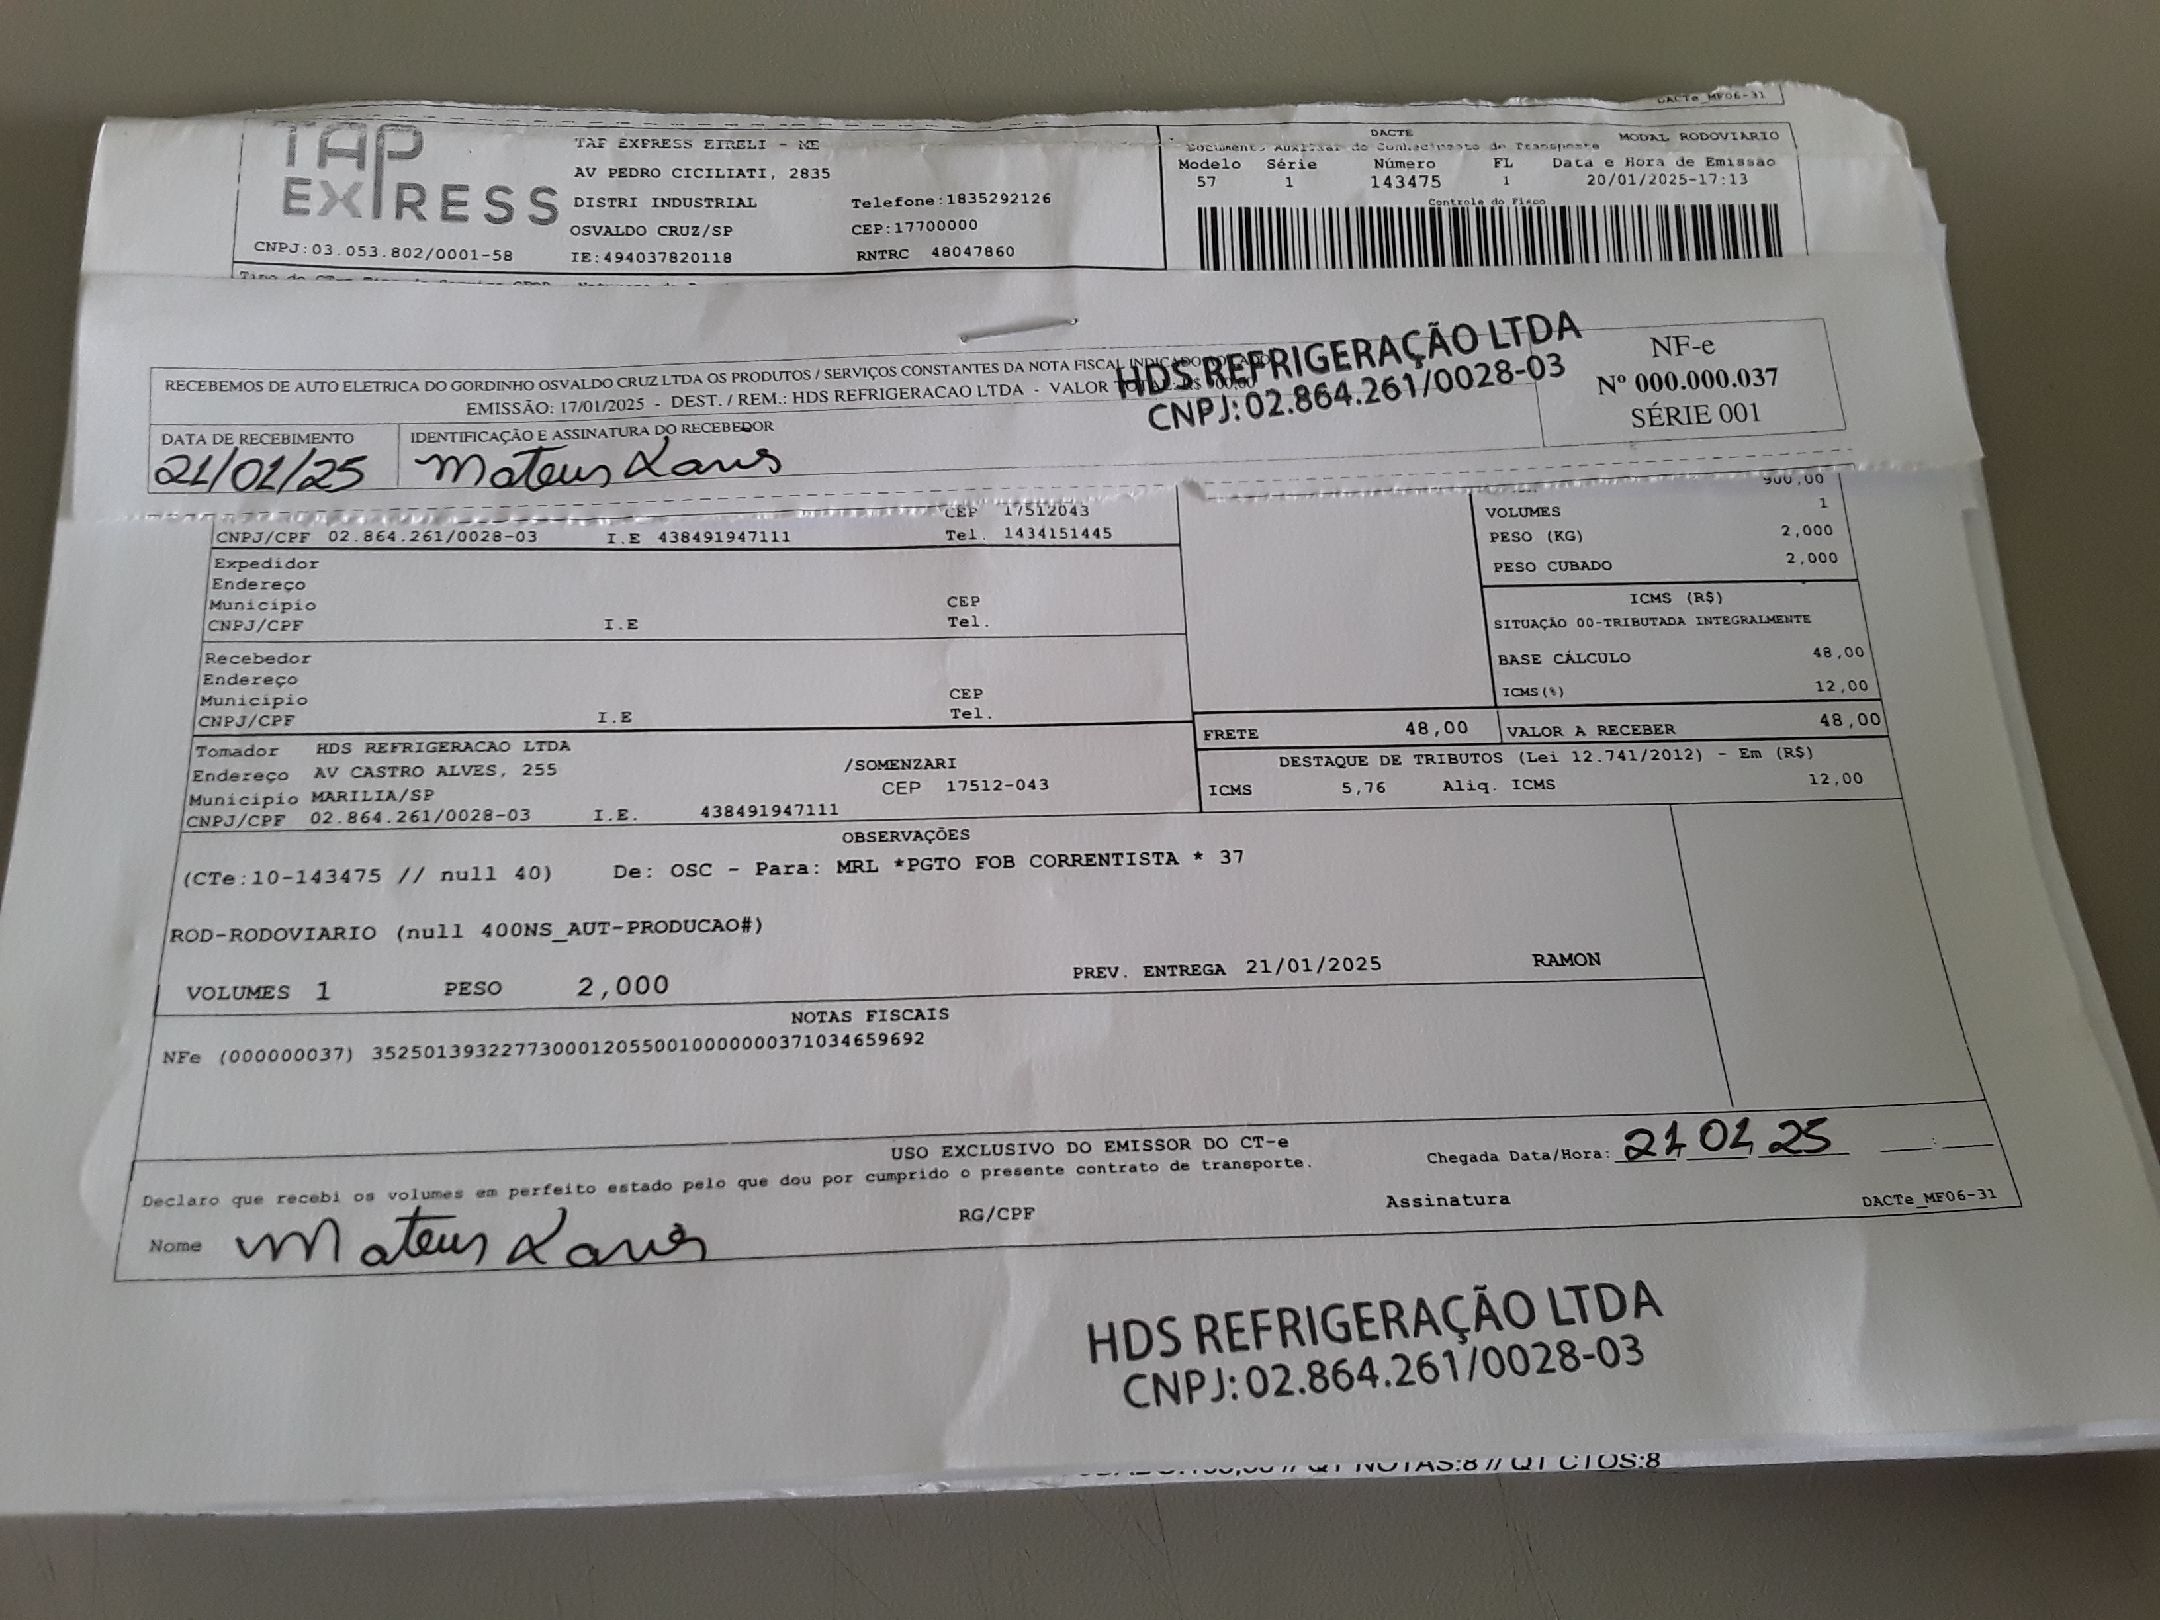 DACTe_MF06-31
TAP
EXPRESS
CNPJ:03.053.802/0001-58
TAP EXPRESS EIRELI - ME
AV PEDRO CICILIATI, 2835
DISTRI INDUSTRIAL
OSVALDO CRUZ/SP
IE:494037820118
Telefone:1835292126
CEP:17700000
RNTRC 48047860
DACTE
Documento Auxiliar do Conhecimento de Transporte
MODAL RODOVIARIO
Modelo Série Número FL Data e Hora de Emissão
57 1 143475 1 20/01/2025-17:13
Controle do Fisco
HDS REFRIGERAÇÃO LTDA
CNPJ:02.864.261/0028-03
RECEBEMOS DE AUTO ELETRICA DO GORDINHO OSVALDO CRUZ LTDA OS PRODUTOS / SERVIÇOS CONSTANTES DA NOTA FISCAL
EMISSÃO: 17/01/2025 - DEST. / REM.: HDS REFRIGERACAO LTDA - VALOR
NF-e
Nº 000.000.037
SÉRIE 001
DATA DE RECEBIMENTO
21/01/25
IDENTIFICAÇÃO E ASSINATURA DO RECEBEDOR
Mateus
CEP 17512043
CNPJ/CPF 02.864.261/0028-03 I.E 438491947111 Tel. 1434151445
Expedidor
Endereço
Município CEP
CNPJ/CPF I.E Tel.
Recebedor
Endereço
Município CEP
CNPJ/CPF I.E Tel.
Tomador HDS REFRIGERACAO LTDA
Endereço AV CASTRO ALVES, 255 /SOMENZARI
Município MARILIA/SP CEP 17512-043
CNPJ/CPF 02.864.261/0028-03 I.E. 438491947111
900,00
VOLUMES 1
PESO (KG) 2,000
PESO CUBADO 2,000
ICMS (R$)
SITUAÇÃO 00-TRIBUTADA INTEGRALMENTE
BASE CÁLCULO 48,00
ICMS(%) 12,00
FRETE 48,00 VALOR A RECEBER 48,00
DESTAQUE DE TRIBUTOS (Lei 12.741/2012) - Em (R$)
ICMS 5,76 Aliq. ICMS 12,00
OBSERVAÇÕES
(CTe:10-143475 // null 40) De: OSC - Para: MRL *PGTO FOB CORRENTISTA * 37
ROD-RODOVIARIO (null 400NS_AUT-PRODUCAO#)
VOLUMES 1 PESO 2,000 PREV. ENTREGA 21/01/2025 RAMON
NOTAS FISCAIS
NFe (000000037) 35250139322773000120550010000000371034659692
USO EXCLUSIVO DO EMISSOR DO CT-e
Declaro que recebi os volumes em perfeito estado pelo que dou por cumprido o presente contrato de transporte.
Chegada Data/Hora: 21 01 25 :
Nome Mateus RG/CPF Assinatura
DACTe_MF06-31
HDS REFRIGERAÇÃO LTDA
CNPJ:02.864.261/0028-03
QT NOTAS:8 // QT CTOS:8